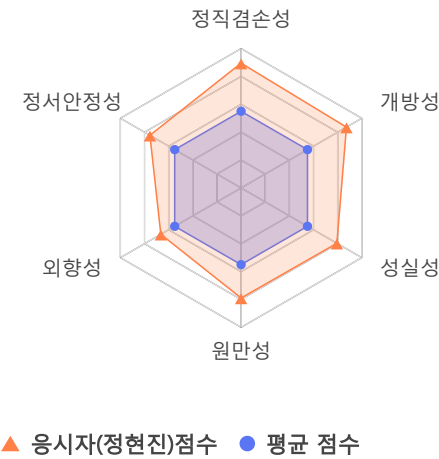 정직겸손성
정서안정성
개방성
외향성
성실성
원만성
응시자(정현진)점수
평균 점수